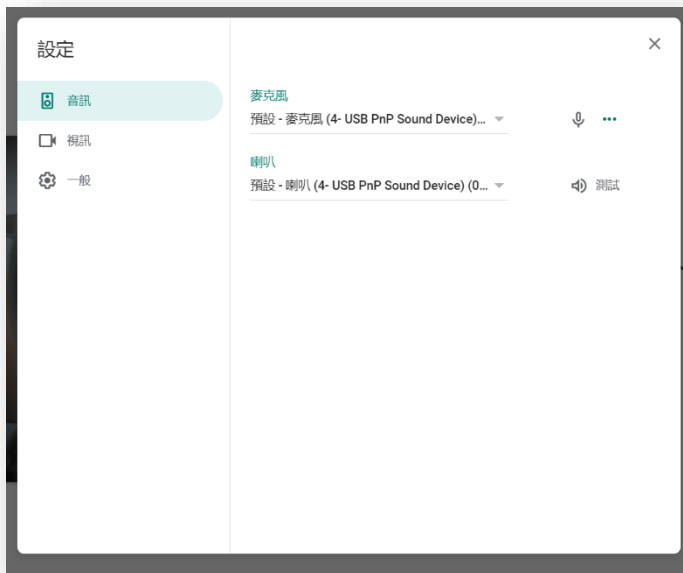 設定
音訊
視訊
一般
麥克風
預設 - 麥克風 (4- USB PnP Sound Device)...
喇叭
預設 - 喇叭 (4- USB PnP Sound Device) (0...
測試